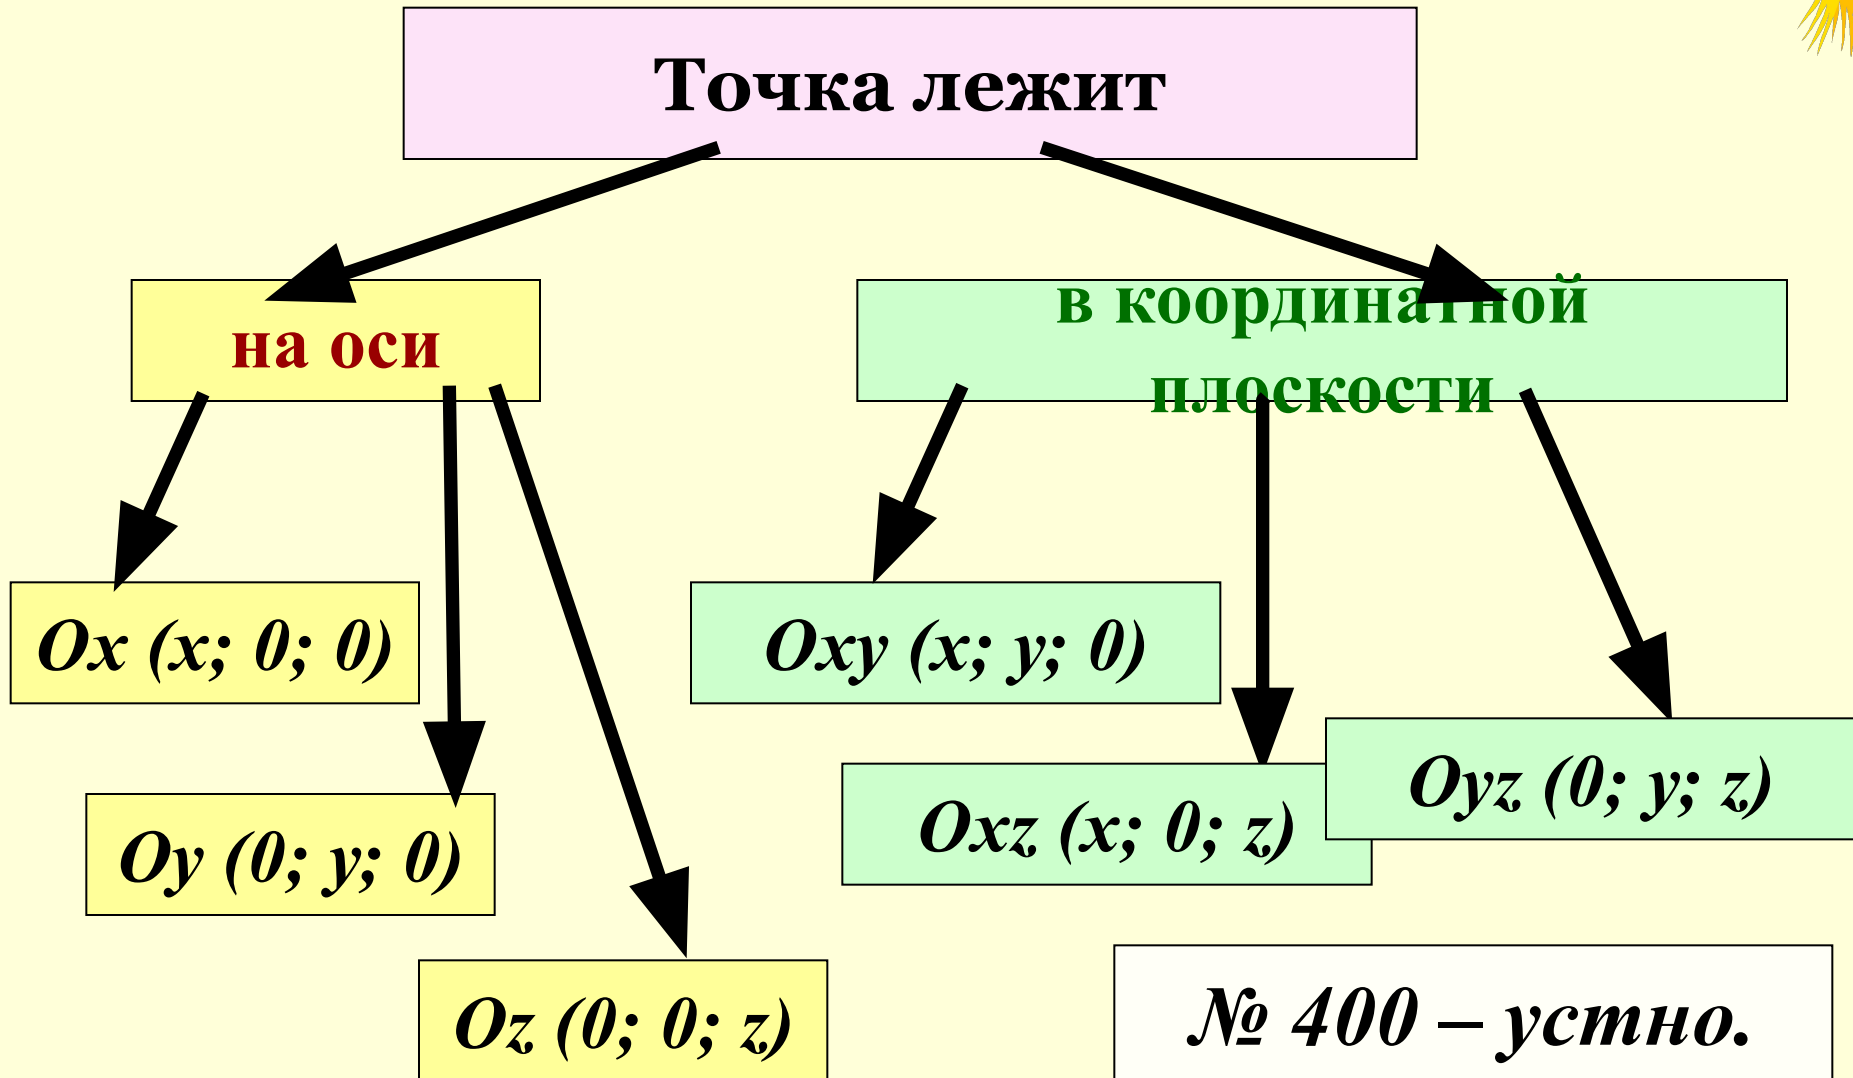 Точка лежит
на оси
в координатной
плоскости
Ox (x; 0; 0)
Oy (0; y; 0)
Oz (0; 0; z)
Oxy (x; y; 0)
Oxz (x; 0; z)
Oyz (0; y; z)
№ 400 – устно.